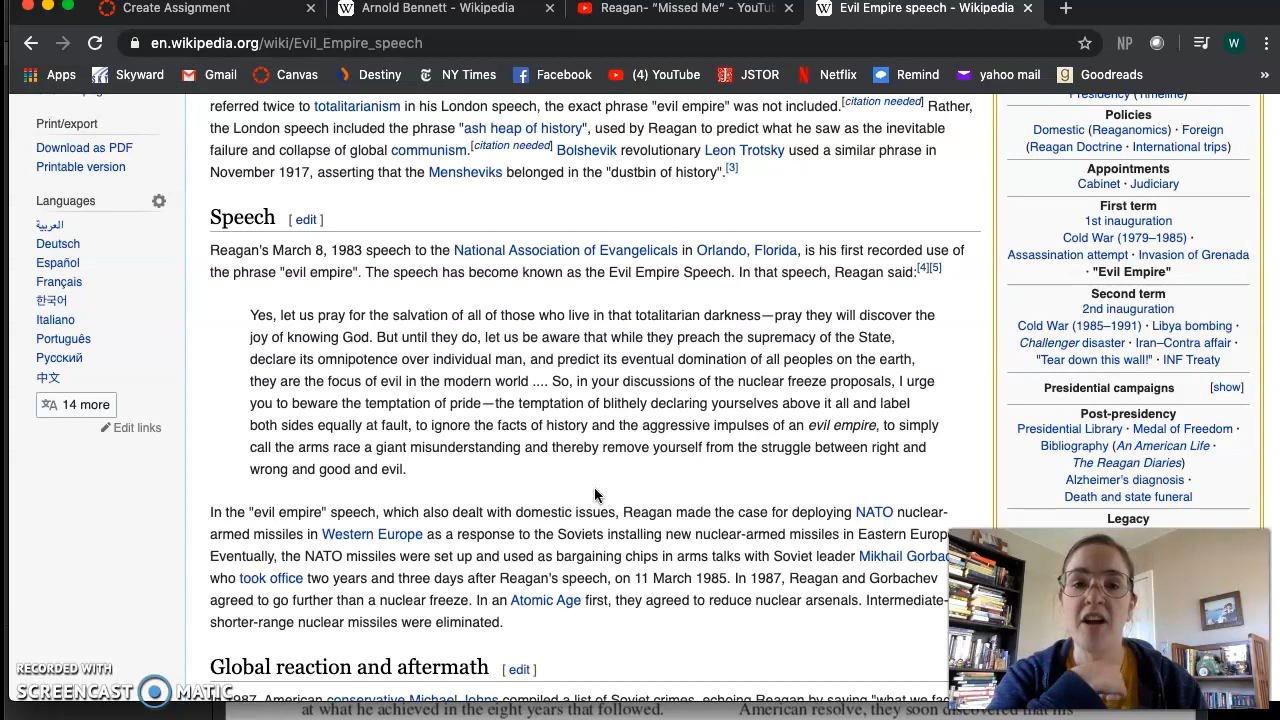 Create Assignment
Arnold Bennett - Wikipedia
Reagan- “Missed Me” - YouTu
Evil Empire speech - Wikipedia
en.wikipedia.org/wiki/Evil_Empire_speech
NP
W
Apps
Skyward
Gmail
Canvas
Destiny
NY Times
Facebook
(4) YouTube
JSTOR
Netflix
Remind
yahoo mail
Goodreads
»
Print/export
Download as PDF
Printable version
Languages
العربية
Deutsch
Español
Français
한국어
Italiano
Português
Русский
中文
14 more
Edit links
referred twice to totalitarianism in his London speech, the exact phrase "evil empire" was not included.[citation needed] Rather,
the London speech included the phrase "ash heap of history", used by Reagan to predict what he saw as the inevitable
failure and collapse of global communism.[citation needed] Bolshevik revolutionary Leon Trotsky used a similar phrase in
November 1917, asserting that the Mensheviks belonged in the "dustbin of history".[3]
Speech [ edit ]
Reagan's March 8, 1983 speech to the National Association of Evangelicals in Orlando, Florida, is his first recorded use of
the phrase "evil empire". The speech has become known as the Evil Empire Speech. In that speech, Reagan said:[4][5]
Yes, let us pray for the salvation of all of those who live in that totalitarian darkness—pray they will discover the
joy of knowing God. But until they do, let us be aware that while they preach the supremacy of the State,
declare its omnipotence over individual man, and predict its eventual domination of all peoples on the earth,
they are the focus of evil in the modern world .... So, in your discussions of the nuclear freeze proposals, I urge
you to beware the temptation of pride—the temptation of blithely declaring yourselves above it all and label
both sides equally at fault, to ignore the facts of history and the aggressive impulses of an evil empire, to simply
call the arms race a giant misunderstanding and thereby remove yourself from the struggle between right and
wrong and good and evil.
In the "evil empire" speech, which also dealt with domestic issues, Reagan made the case for deploying NATO nuclear-
armed missiles in Western Europe as a response to the Soviets installing new nuclear-armed missiles in Eastern Europ
Eventually, the NATO missiles were set up and used as bargaining chips in arms talks with Soviet leader Mikhail Gorba
who took office two years and three days after Reagan's speech, on 11 March 1985. In 1987, Reagan and Gorbachev
agreed to go further than a nuclear freeze. In an Atomic Age first, they agreed to reduce nuclear arsenals. Intermediate-
shorter-range nuclear missiles were eliminated.
Global reaction and aftermath [ edit ]
conservative Michael Johns
Presidency (Timeline)
Policies
Domestic (Reaganomics) · Foreign
(Reagan Doctrine · International trips)
Appointments
Cabinet · Judiciary
First term
1st inauguration
Cold War (1979–1985) ·
Assassination attempt · Invasion of Grenada
· "Evil Empire"
Second term
2nd inauguration
Cold War (1985–1991) · Libya bombing ·
Challenger disaster · Iran–Contra affair ·
"Tear down this wall!" · INF Treaty
Presidential campaigns [show]
Post-presidency
Presidential Library · Medal of Freedom ·
Bibliography (An American Life ·
The Reagan Diaries)
Alzheimer's diagnosis ·
Death and state funeral
Legacy
RECORDED WITH
SCREENCAST MATIC
at what he achieved in the eight years that followed.
American resolve, they soon discovered that his